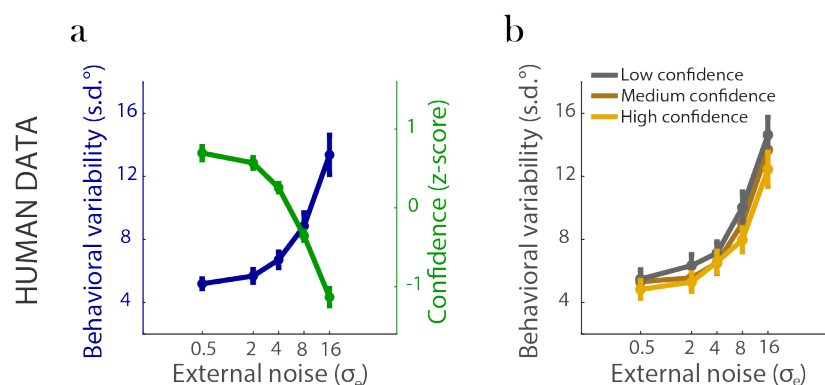 a
b
HUMAN DATA
Behavioral variability (s.d.°)
16
12
8
4
1
0
-1
Confidence (z-score)
0.5 2 4 8 16
External noise (σe)
Low confidence
Medium confidence
High confidence
Behavioral variability (s.d.°)
16
12
8
4
0.5 2 4 8 16
External noise (σe)